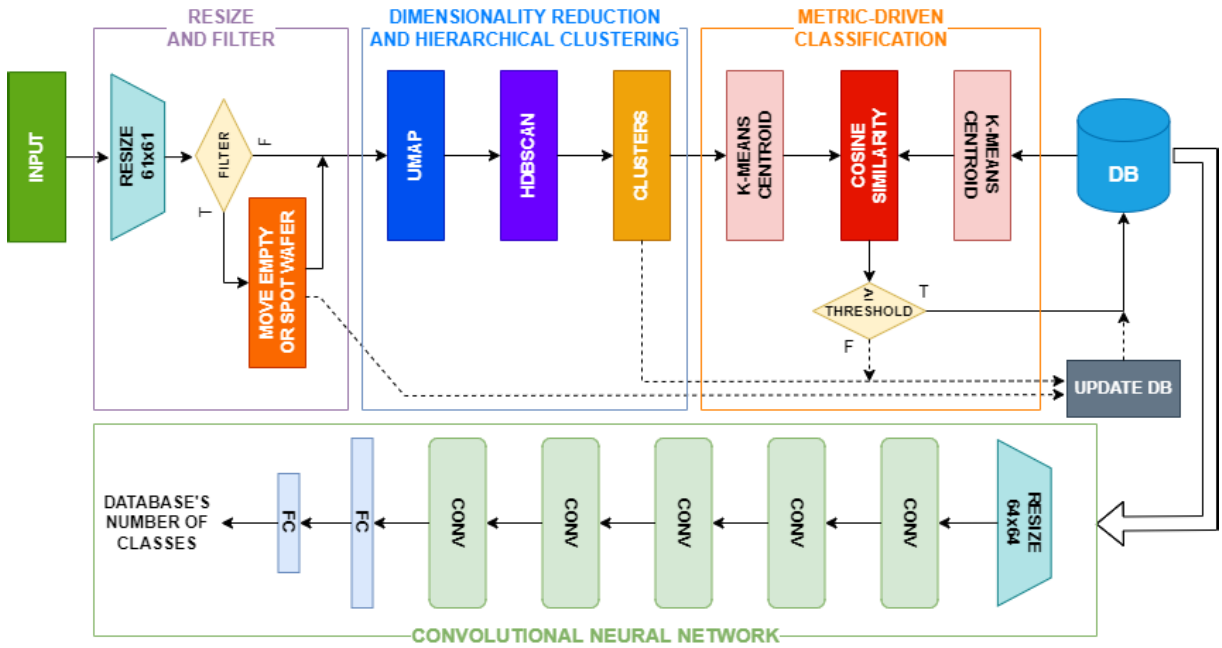 RESIZE
AND FILTER
DIMENSIONALITY REDUCTION
AND HIERARCHICAL CLUSTERING
METRIC-DRIVEN
CLASSIFICATION
INPUT
RESIZE
61x61
FILTER
F
T
MOVE EMPTY
OR SPOT WAFER
UMAP
HDBSCAN
CLUSTERS
K-MEANS
CENTROID
COSINE
SIMILARITY
K-MEANS
CENTROID
DB
≥
THRESHOLD
T
F
UPDATE DB
RESIZE
64x64
CONV
CONV
CONV
CONV
CONV
FC
FC
DATABASE'S
NUMBER OF
CLASSES
CONVOLUTIONAL NEURAL NETWORK